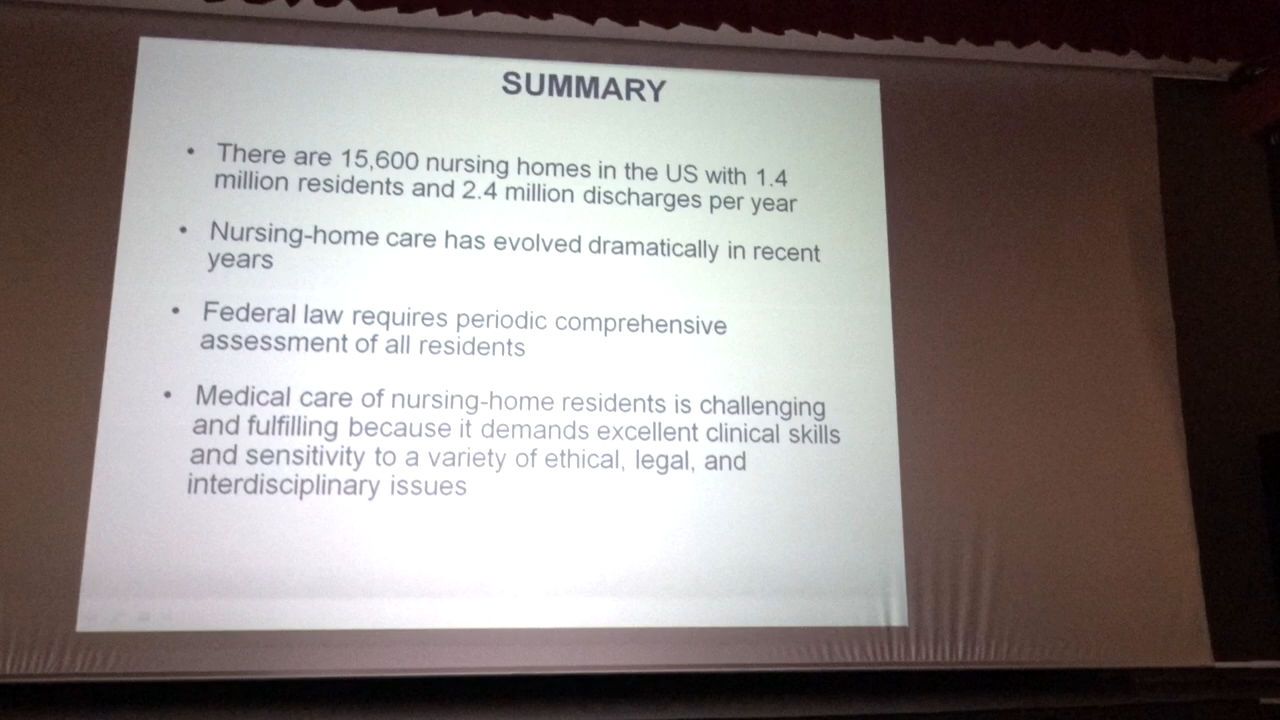 SUMMARY
• There are 15,600 nursing homes in the US with 1.4
million residents and 2.4 million discharges per year
• Nursing-home care has evolved dramatically in recent
years
• Federal law requires periodic comprehensive
assessment of all residents
• Medical care of nursing-home residents is challenging
and fulfilling because it demands excellent clinical skills
and sensitivity to a variety of ethical, legal, and
interdisciplinary issues